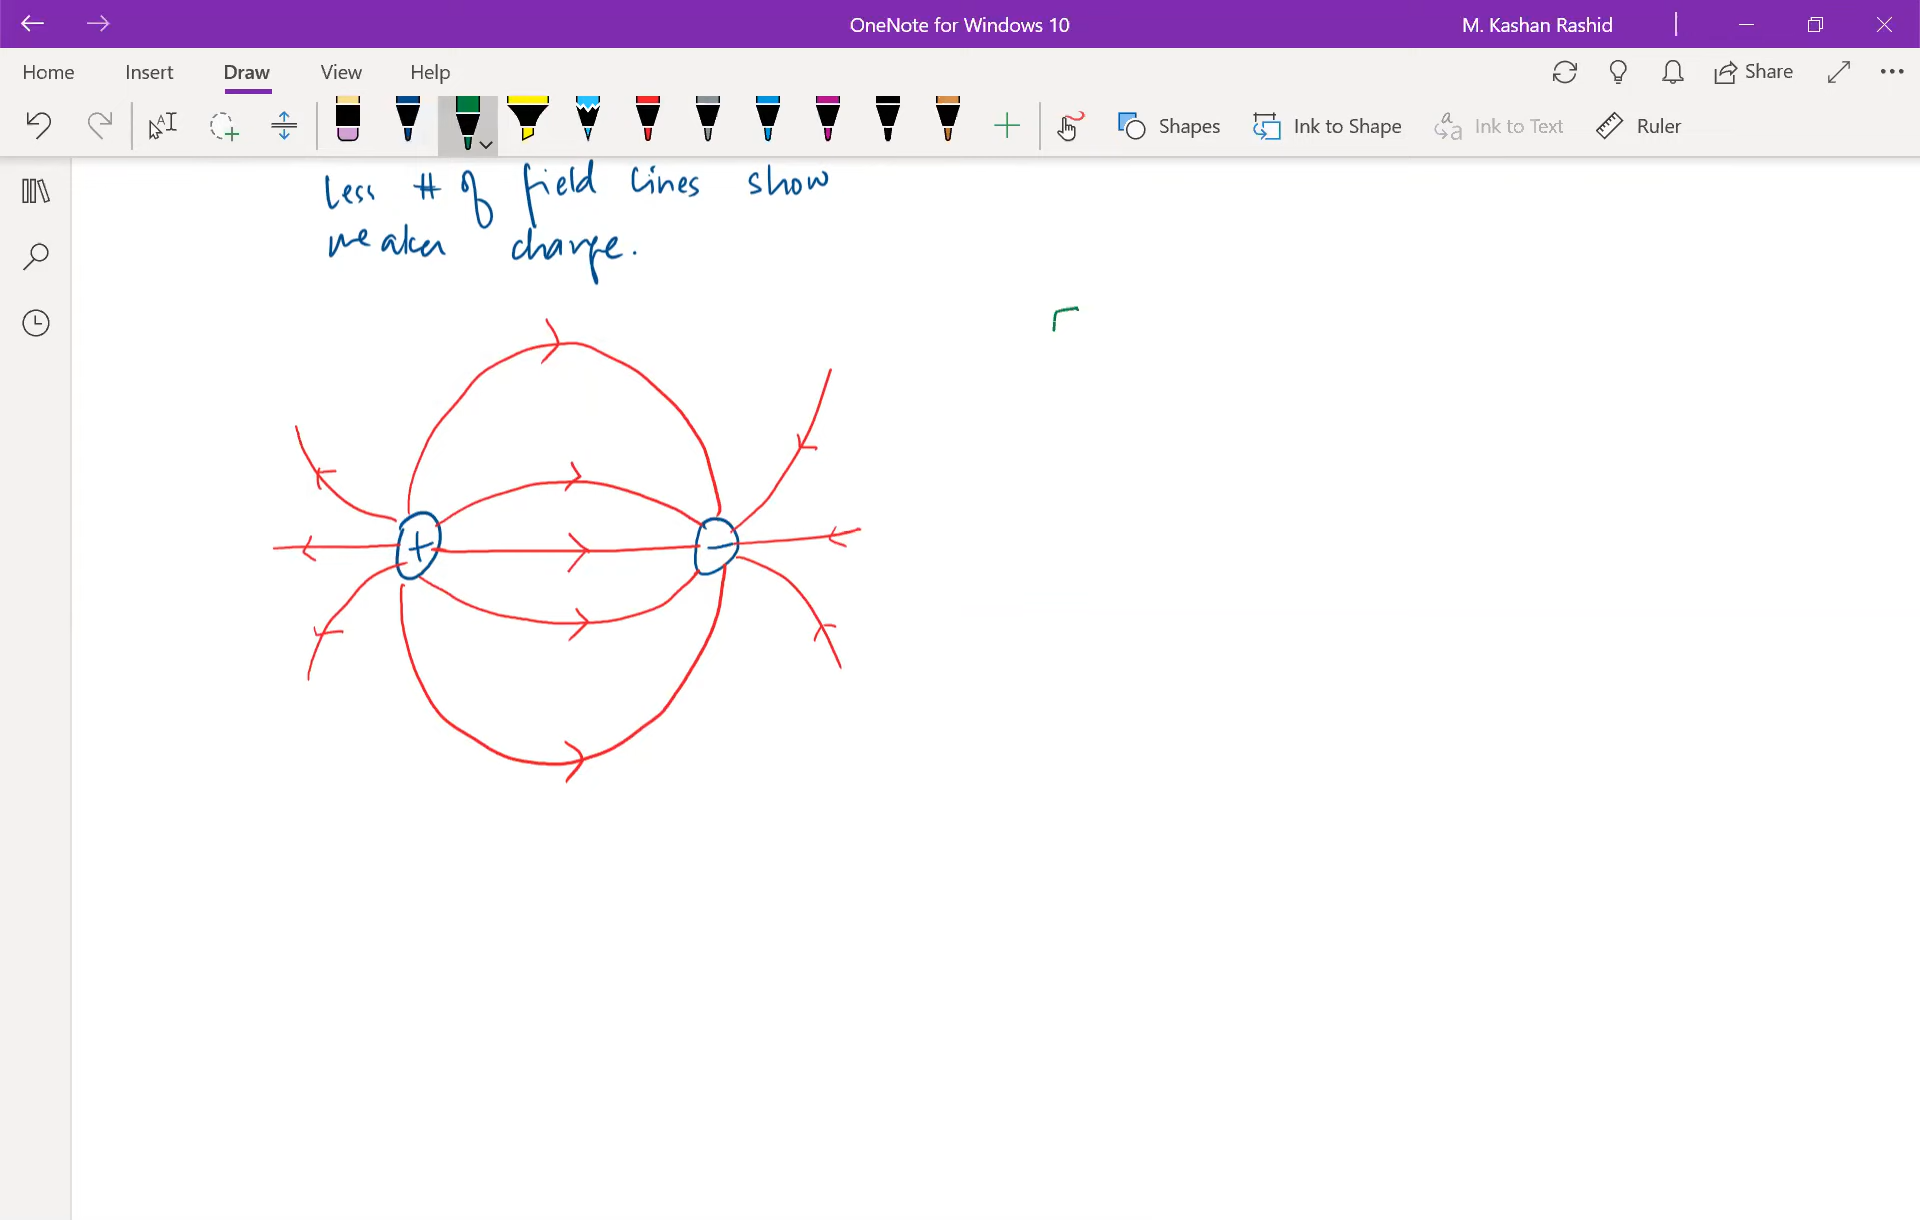 OneNote for Windows 10
M. Kashan Rashid
Home Insert Draw View Help
Share
Shapes Ink to Shape Ink to Text Ruler
less # of field lines show
weaker charge.
+
−